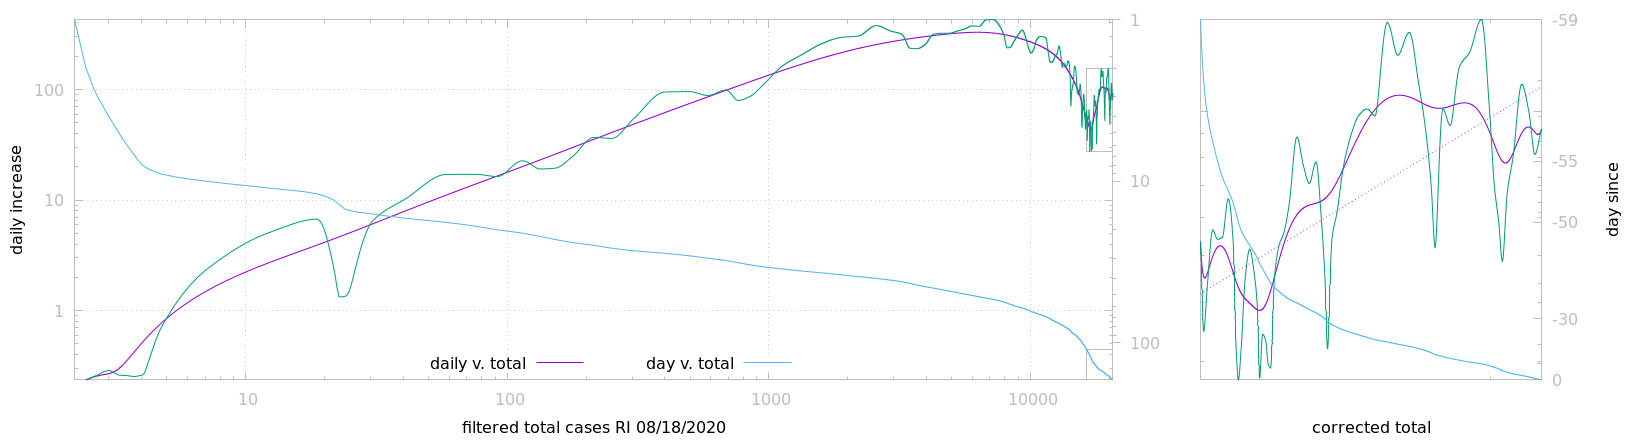 1
-59
100
daily increase
10
1
10
100
-55
-50
-30
0
day since
daily v. total
day v. total
10
100
1000
10000
filtered total cases RI 08/18/2020
corrected total